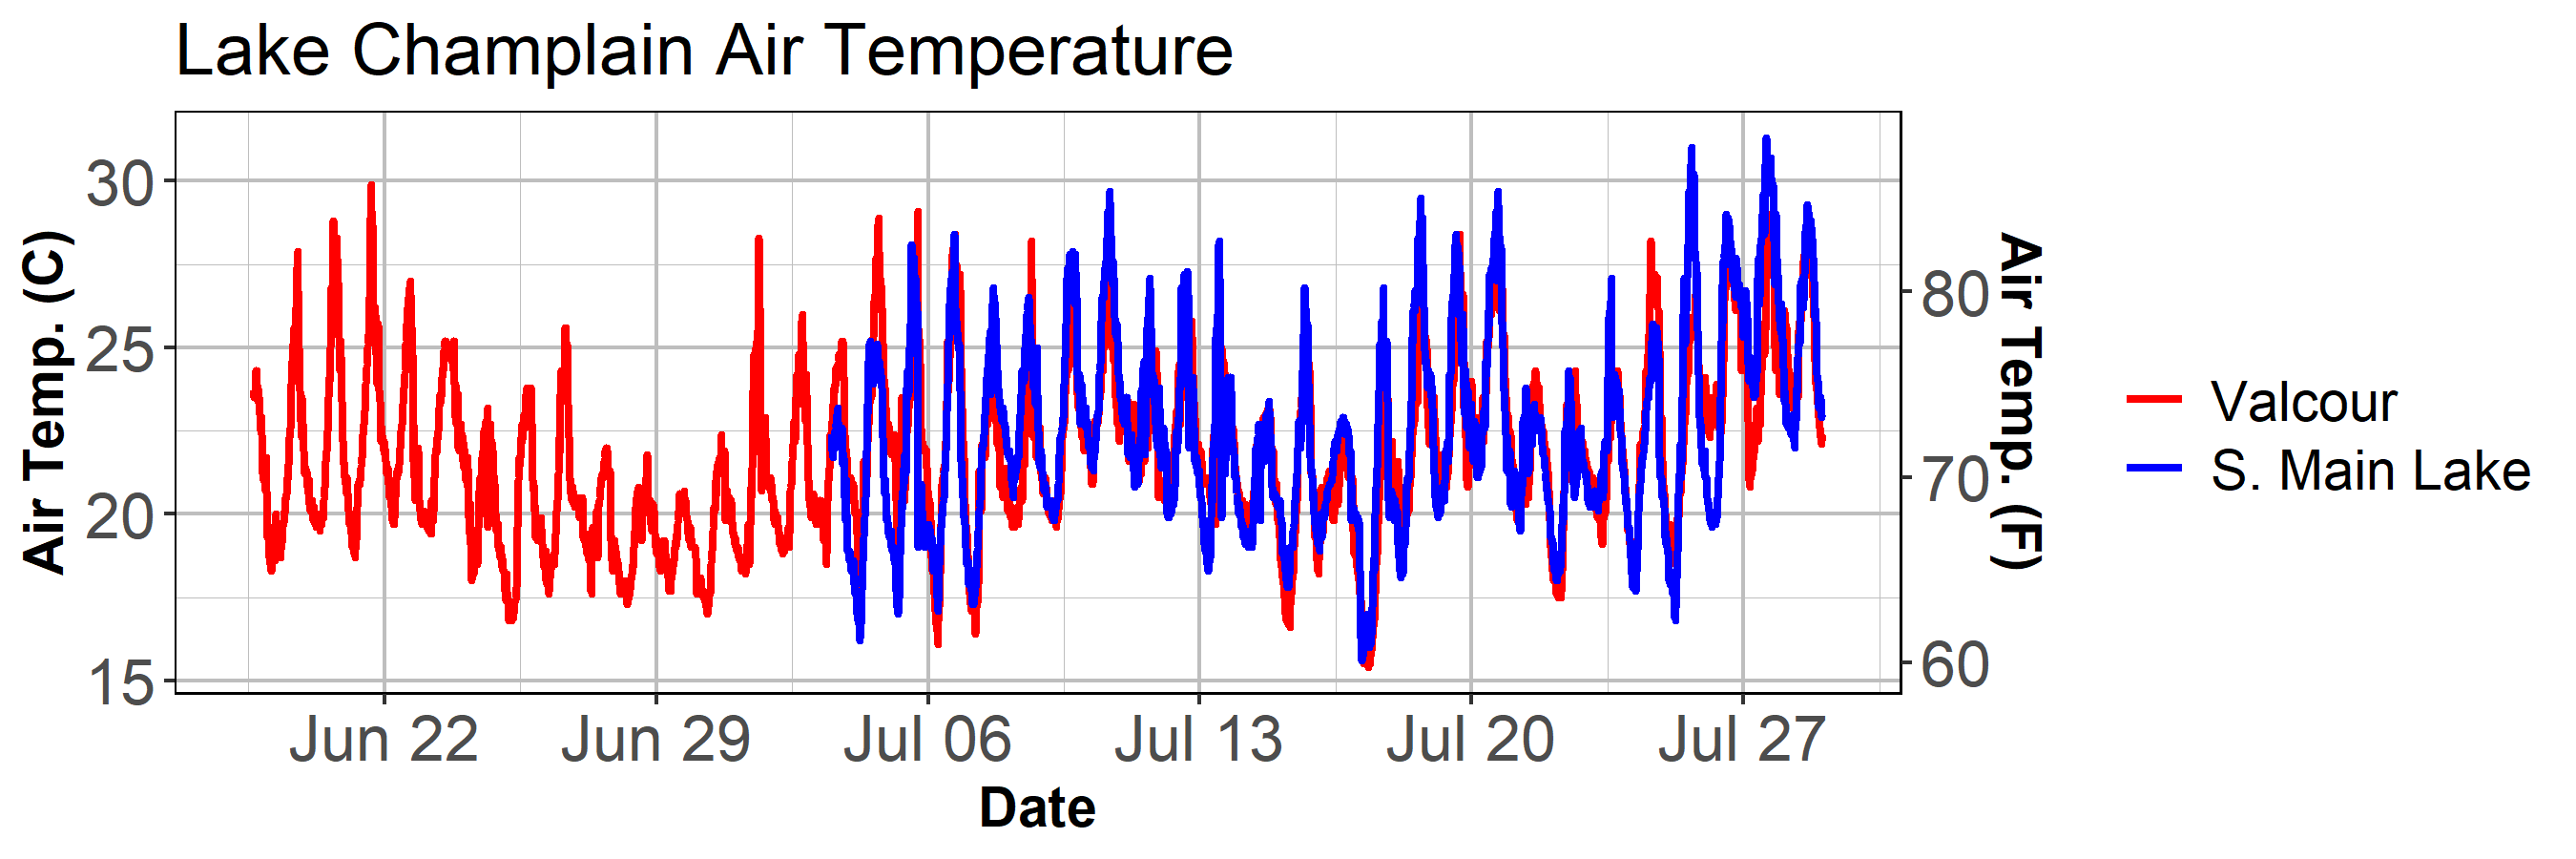 Lake Champlain Air Temperature
Air Temp. (C)
30
25
20
15
Jun 22
Jun 29
Jul 06
Jul 13
Jul 20
Jul 27
Date
80
70
60
Air Temp. (F)
Valcour
S. Main Lake